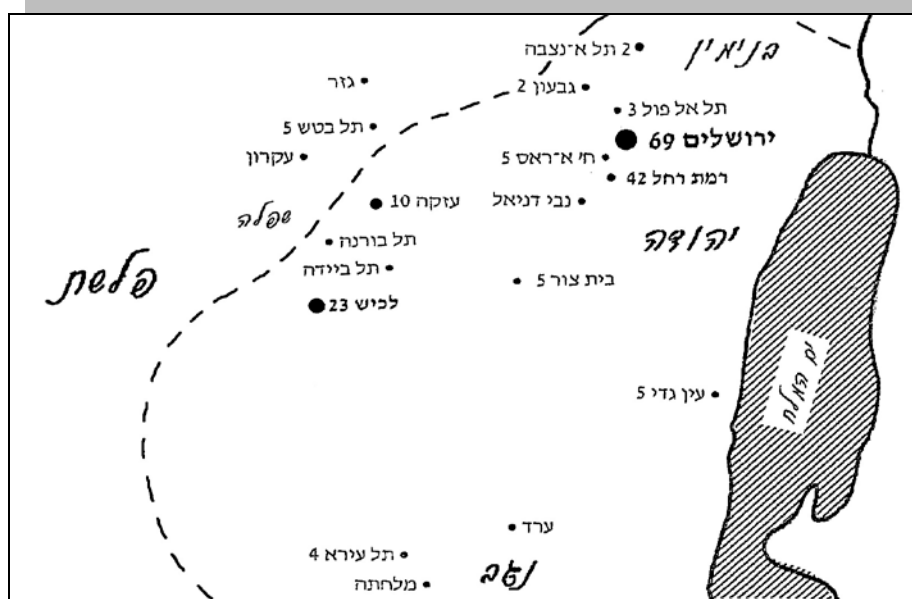 תל א־נצבה 2
בנימין
גזר
גבעון 2
תל אל פול 3
תל בטש 5
ירושלים 69
עקרון
ח' א־ראס 5
רמת רחל 42
עזקה 10
נבי דניאל
שפלה
תל בורנה
יהודה
פלשת
תל ביידה
בית צור 5
לכיש 23
ים המלח
עין גדי 5
ערד
תל עירא 4
נגב
מלחתה